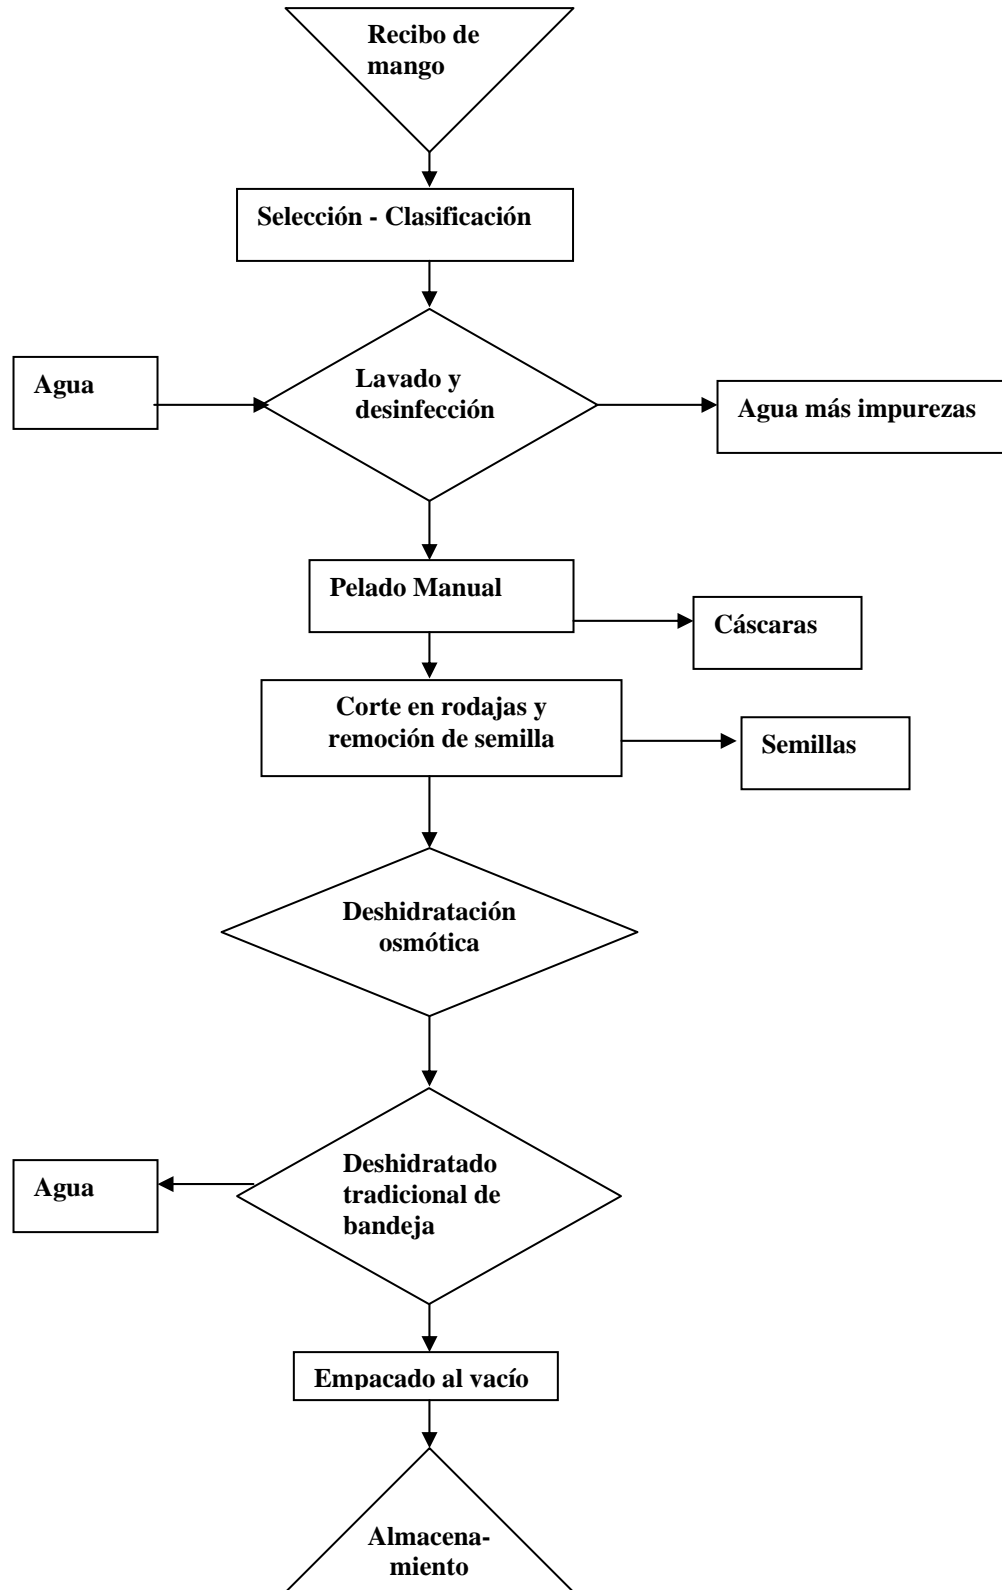 Recibo de
mango
Selección - Clasificación
Agua
Lavado y
desinfección
Agua más impurezas
Pelado Manual
Cáscaras
Corte en rodajas y
remoción de semilla
Semillas
Deshidratación
osmótica
Agua
Deshidratado
tradicional de
bandeja
Empacado al vacío
Almacena-
miento